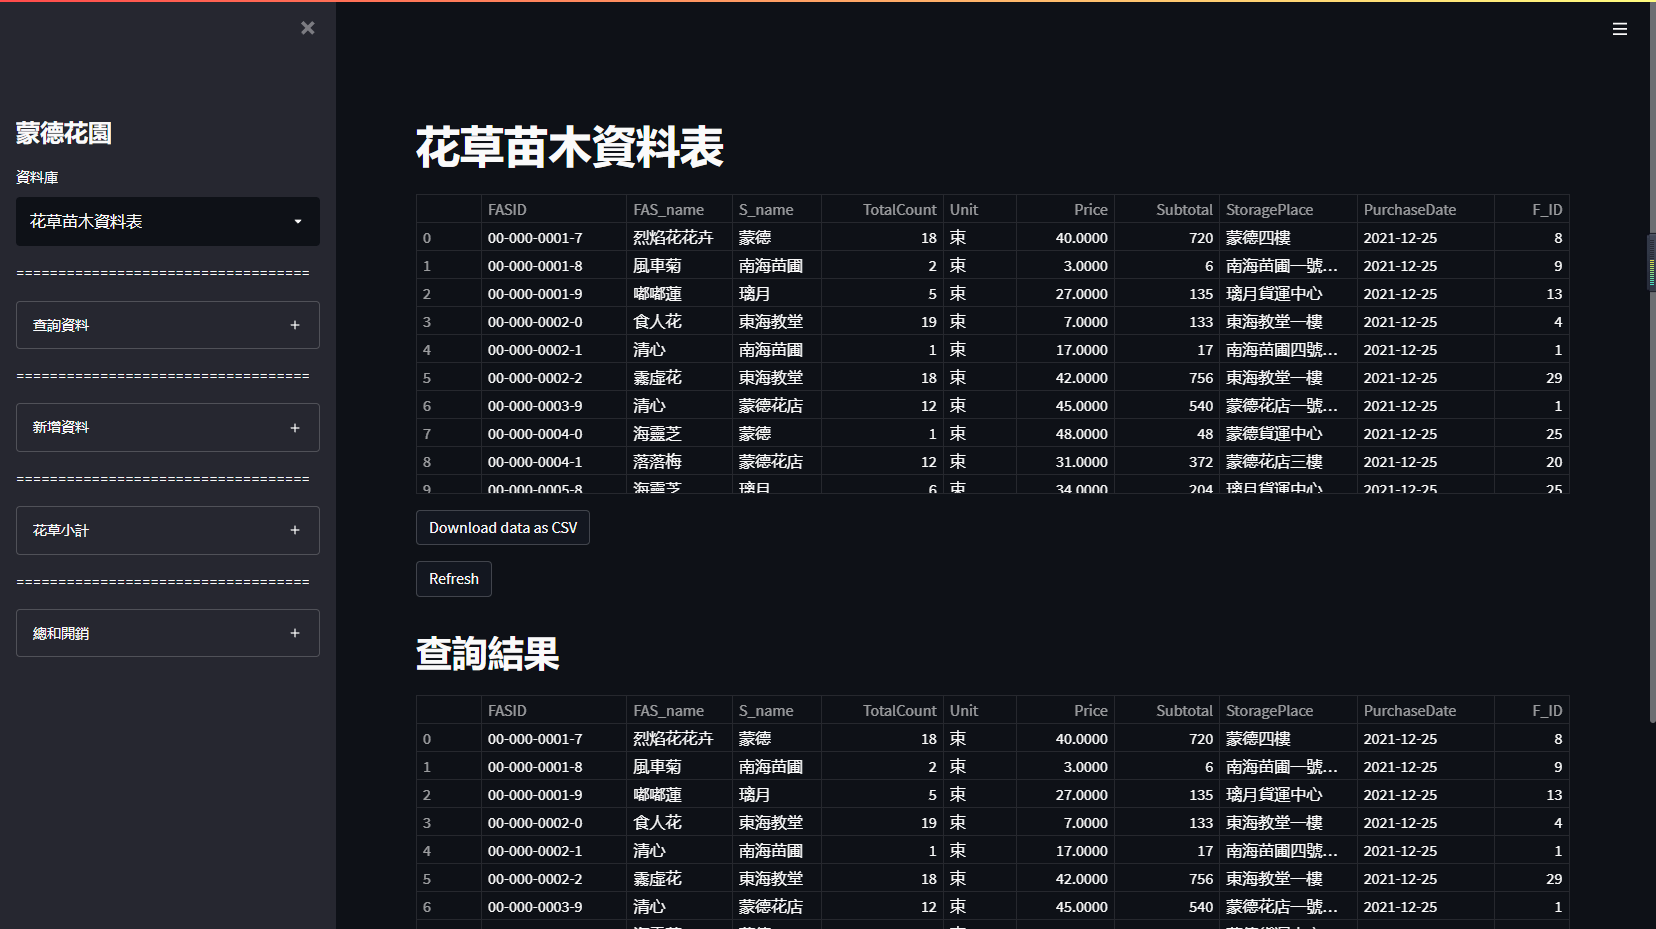 蒙德花園
資料庫
花草苗木資料表
===================================
查詢資料 +
===================================
新增資料 +
===================================
花草小計 +
===================================
總和開銷 +
花草苗木資料表
FASID FAS_name S_name TotalCount Unit Price Subtotal StoragePlace PurchaseDate F_ID
0 00-000-0001-7 烈焰花花卉 蒙德 18 束 40.0000 720 蒙德四樓 2021-12-25 8
1 00-000-0001-8 風車菊 南海苗圃 2 束 3.0000 6 南海苗圃一號... 2021-12-25 9
2 00-000-0001-9 嘟嘟蓮 璃月 5 束 27.0000 135 璃月貨運中心 2021-12-25 13
3 00-000-0002-0 食人花 東海教堂 19 束 7.0000 133 東海教堂一樓 2021-12-25 4
4 00-000-0002-1 清心 南海苗圃 1 束 17.0000 17 南海苗圃四號... 2021-12-25 1
5 00-000-0002-2 霧虛花 東海教堂 18 束 42.0000 756 東海教堂一樓 2021-12-25 29
6 00-000-0003-9 清心 蒙德花店 12 束 45.0000 540 蒙德花店一號... 2021-12-25 1
7 00-000-0004-0 海靈芝 蒙德 1 束 48.0000 48 蒙德貨運中心 2021-12-25 25
8 00-000-0004-1 落落梅 蒙德花店 12 束 31.0000 372 蒙德花店三樓 2021-12-25 20
9 00-000-0005-8 海靈芝 璃月 6 束 34.0000 204 璃月貨運中心 2021-12-25 25
Download data as CSV
Refresh
查詢結果
FASID FAS_name S_name TotalCount Unit Price Subtotal StoragePlace PurchaseDate F_ID
0 00-000-0001-7 烈焰花花卉 蒙德 18 束 40.0000 720 蒙德四樓 2021-12-25 8
1 00-000-0001-8 風車菊 南海苗圃 2 束 3.0000 6 南海苗圃一號... 2021-12-25 9
2 00-000-0001-9 嘟嘟蓮 璃月 5 束 27.0000 135 璃月貨運中心 2021-12-25 13
3 00-000-0002-0 食人花 東海教堂 19 束 7.0000 133 東海教堂一樓 2021-12-25 4
4 00-000-0002-1 清心 南海苗圃 1 束 17.0000 17 南海苗圃四號... 2021-12-25 1
5 00-000-0002-2 霧虛花 東海教堂 18 束 42.0000 756 東海教堂一樓 2021-12-25 29
6 00-000-0003-9 清心 蒙德花店 12 束 45.0000 540 蒙德花店一號... 2021-12-25 1